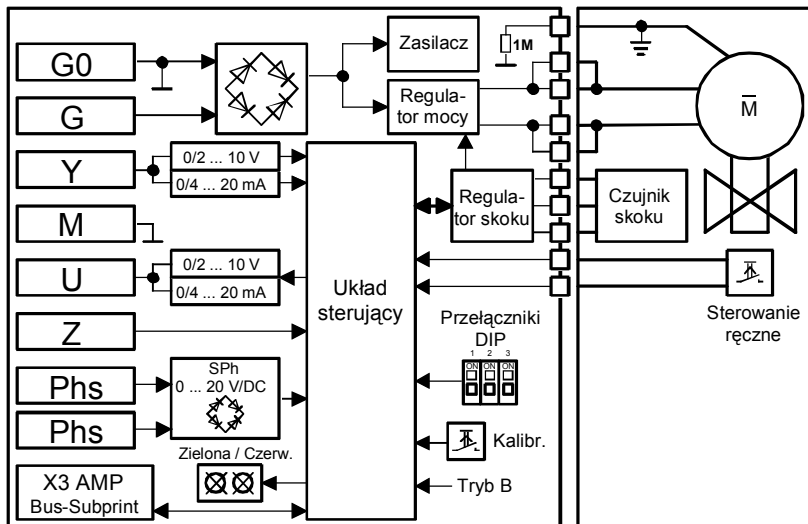 G0
G
Y
M
U
Z
Phs
Phs
X3 AMP
Bus-Subprint
0/2 ... 10 V
0/4 ... 20 mA
0/2 ... 10 V
0/4 ... 20 mA
SPh
0 ... 20 V/DC
Zielona / Czerw.
Układ
sterujący
Zasilacz
Regula-
tor mocy
1M
Regula-
tor skoku
Przełączniki
DIP
1 2 3
ON ON ON
Kalibr.
Tryb B
M
Czujnik
skoku
Sterowanie
ręczne